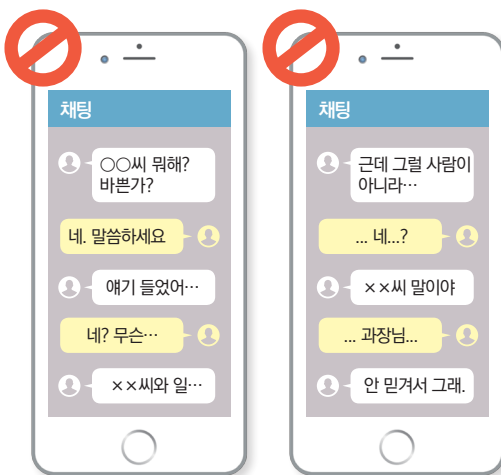 채팅
○○씨 뭐해?
바쁜가?
네. 말씀하세요
얘기 들었어…
네? 무슨…
××씨와 일…
채팅
근데 그럴 사람이
아니라…
... 네...?
××씨 말이야
... 과장님...
안 믿겨서 그래.